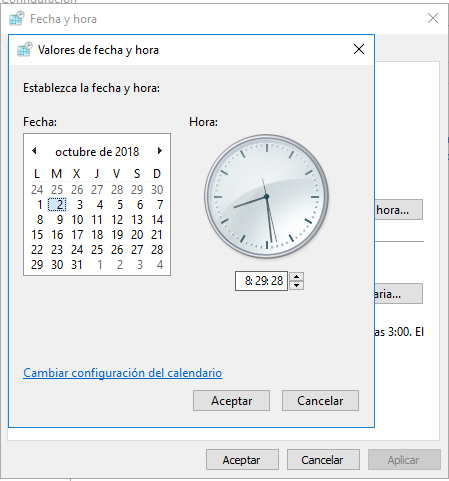 Configuración
Fecha y hora
Valores de fecha y hora
Establezca la fecha y hora:
Fecha:
Hora:
octubre de 2018
L M X J V S D
24 25 26 27 28 29 30
1 2 3 4 5 6 7
8 9 10 11 12 13 14
15 16 17 18 19 20 21
22 23 24 25 26 27 28
29 30 31 1 2 3 4
8: 29: 28
hora...
aria...
as 3:00. El
Cambiar configuración del calendario
Aceptar Cancelar
Aceptar Cancelar Aplicar